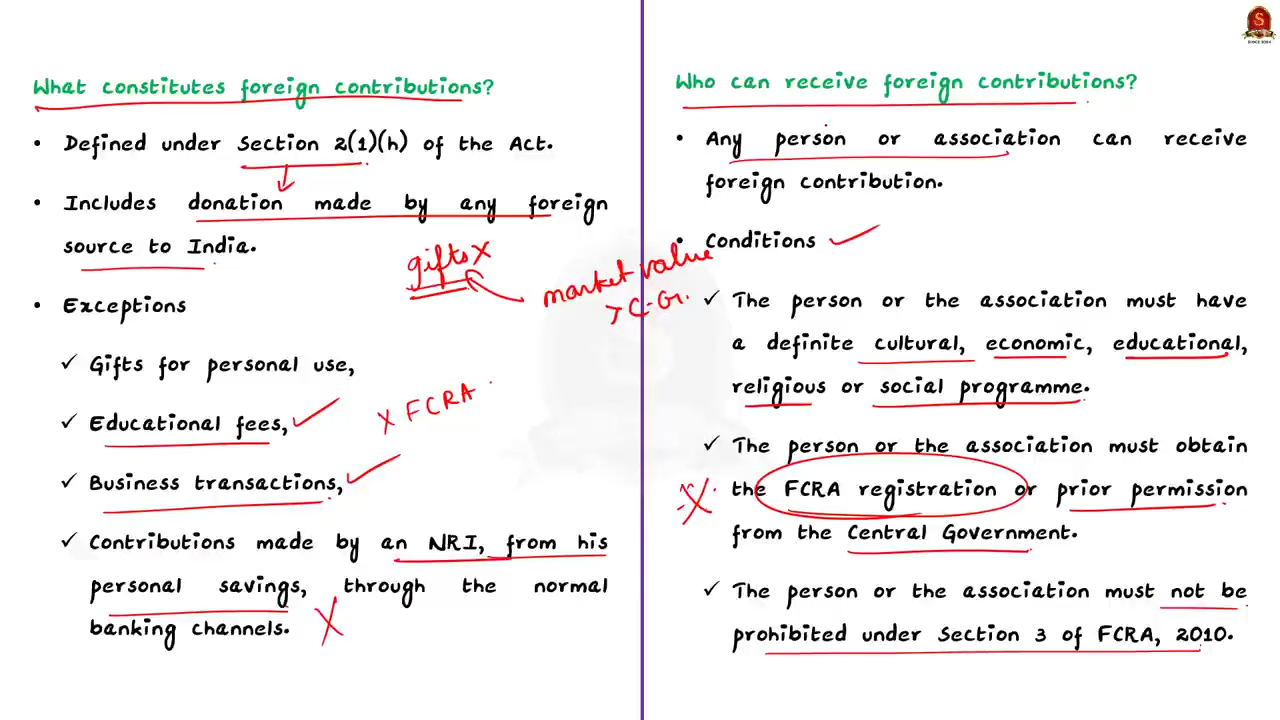 What constitutes foreign contributions?
• Defined under Section 2(1)(h) of the Act.
• Includes donation made by any foreign
source to India.
gifts X
market value
> C.G.
• Exceptions
✓ Gifts for personal use,
✓ Educational fees,
X FCRA
✓ Business transactions,
✓ Contributions made by an NRI, from his
personal savings, through the normal
banking channels. X
S
SINCE 2004
Who can receive foreign contributions?
• Any person or association can receive
foreign contribution.
• Conditions
✓ The person or the association must have
a definite cultural, economic, educational,
religious or social programme.
✓ The person or the association must obtain
the FCRA registration or prior permission
from the Central Government.
✓ The person or the association must not be
prohibited under Section 3 of FCRA, 2010.